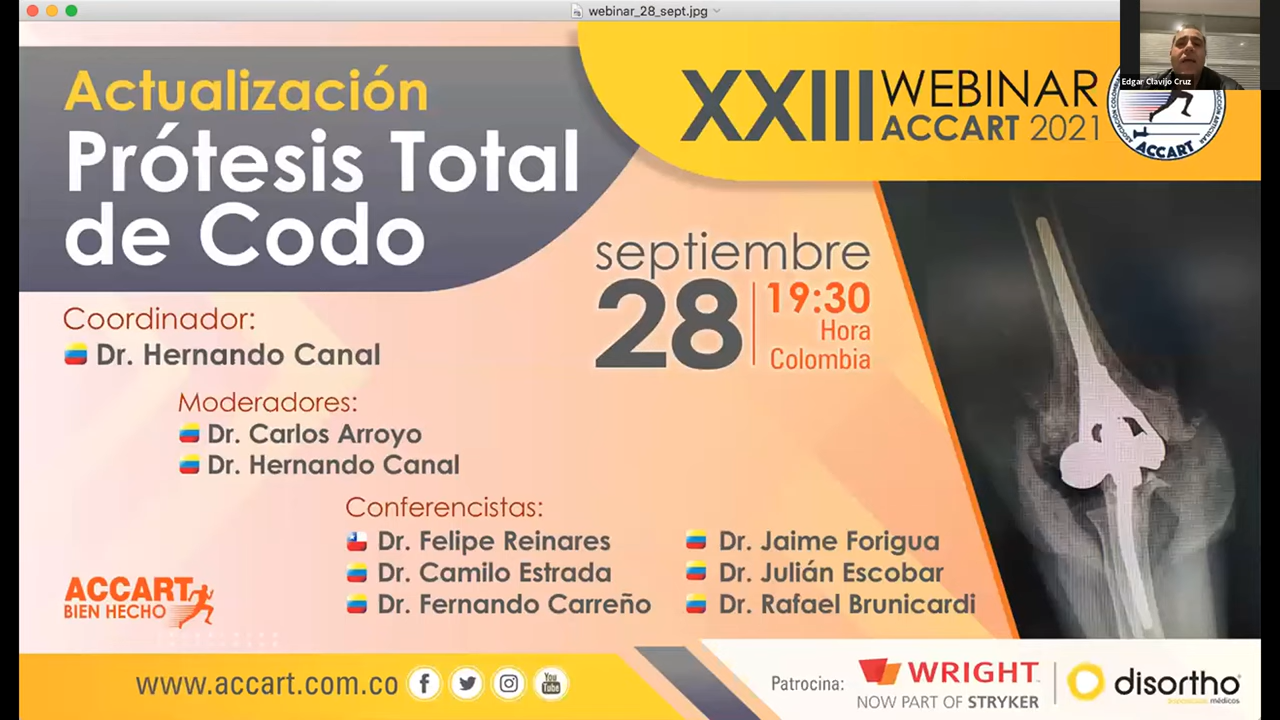 webinar_28_sept.jpg
Edgar Clavijo Cruz
Actualización
Prótesis Total
de Codo
XXIII WEBINAR
ACCART 2021
ACCART
septiembre
28
19:30
Hora
Colombia
Coordinador:
Dr. Hernando Canal
Moderadores:
Dr. Carlos Arroyo
Dr. Hernando Canal
Conferencistas:
Dr. Felipe Reinares
Dr. Camilo Estrada
Dr. Fernando Carreño
Dr. Jaime Forigua
Dr. Julián Escobar
Dr. Rafael Brunicardi
ACCART
BIEN HECHO
www.accart.com.co
You
Tube
Patrocina:
WRIGHT
NOW PART OF STRYKER
disortho
médicos